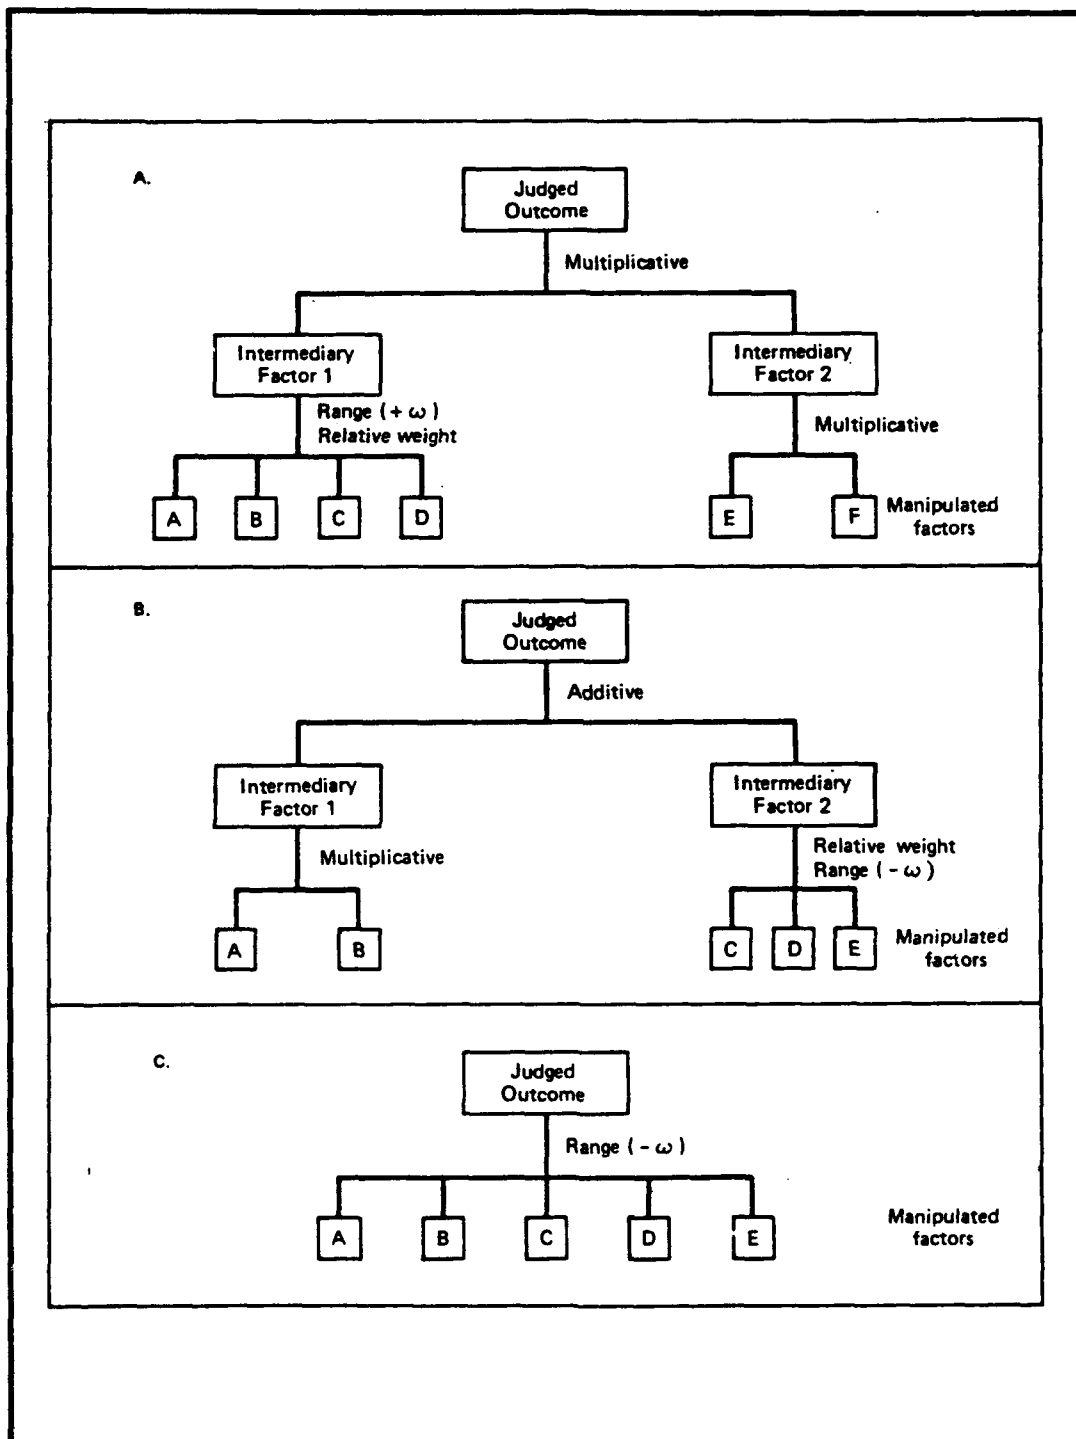 A.
Judged
Outcome
Multiplicative
Intermediary
Factor 1
Intermediary
Factor 2
Range (+ ω)
Relative weight
Multiplicative
A B C D E F Manipulated
factors
B.
Judged
Outcome
Additive
Intermediary
Factor 1
Intermediary
Factor 2
Multiplicative
Relative weight
Range (- ω)
A B C D E Manipulated
factors
C.
Judged
Outcome
Range (- ω)
A B C D E Manipulated
factors